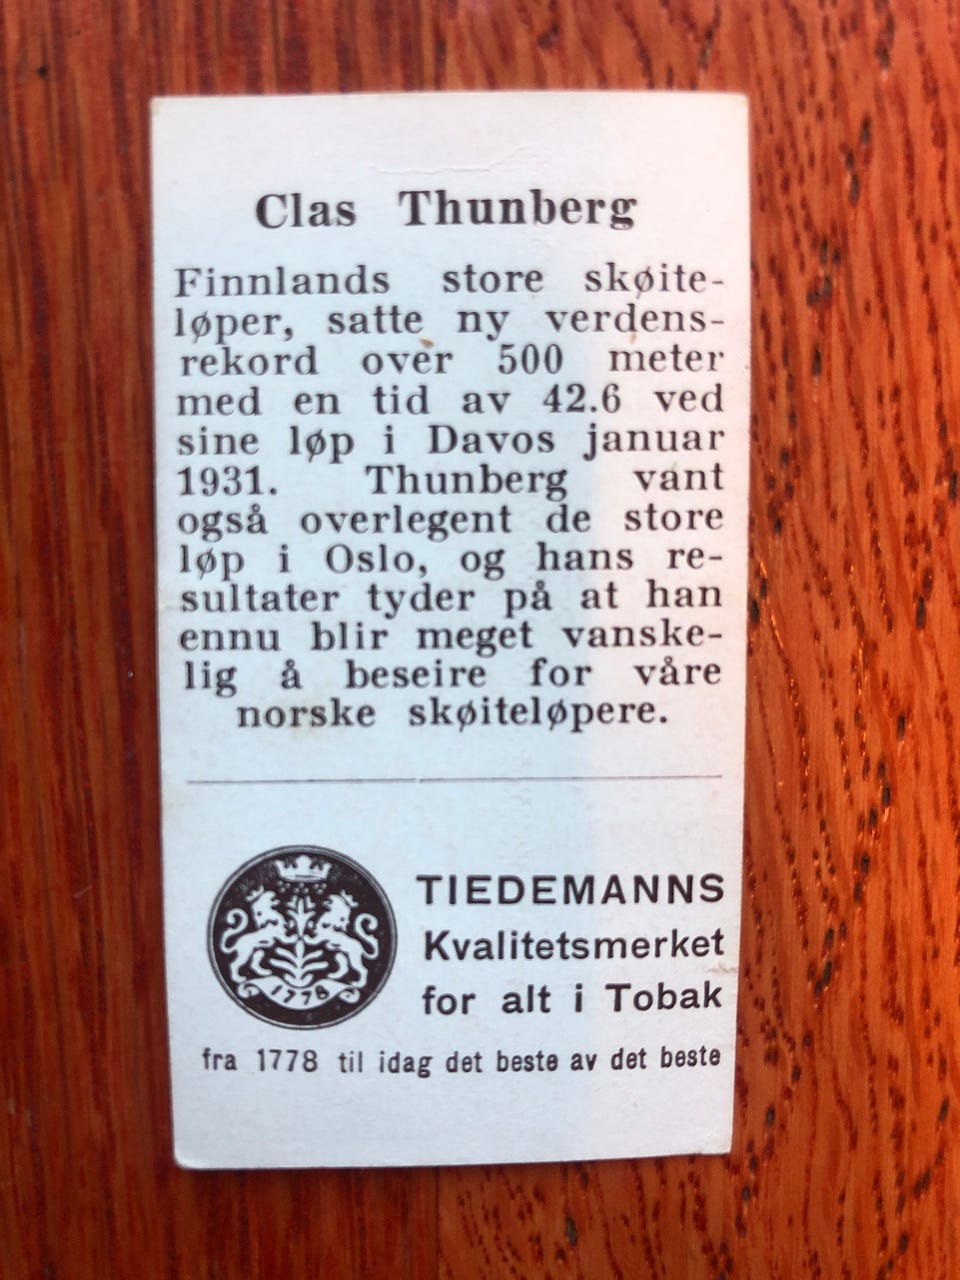 Clas Thunberg
Finnlands store skøite-
løper, satte ny verdens-
rekord over 500 meter
med en tid av 42.6 ved
sine løp i Davos januar
1931. Thunberg vant
også overlegent de store
løp i Oslo, og hans re-
sultater tyder på at han
ennu blir meget vanske-
lig å beseire for våre
norske skøiteløpere.
1778
TIEDEMANNS
Kvalitetsmerket
for alt i Tobak
fra 1778 til idag det beste av det beste